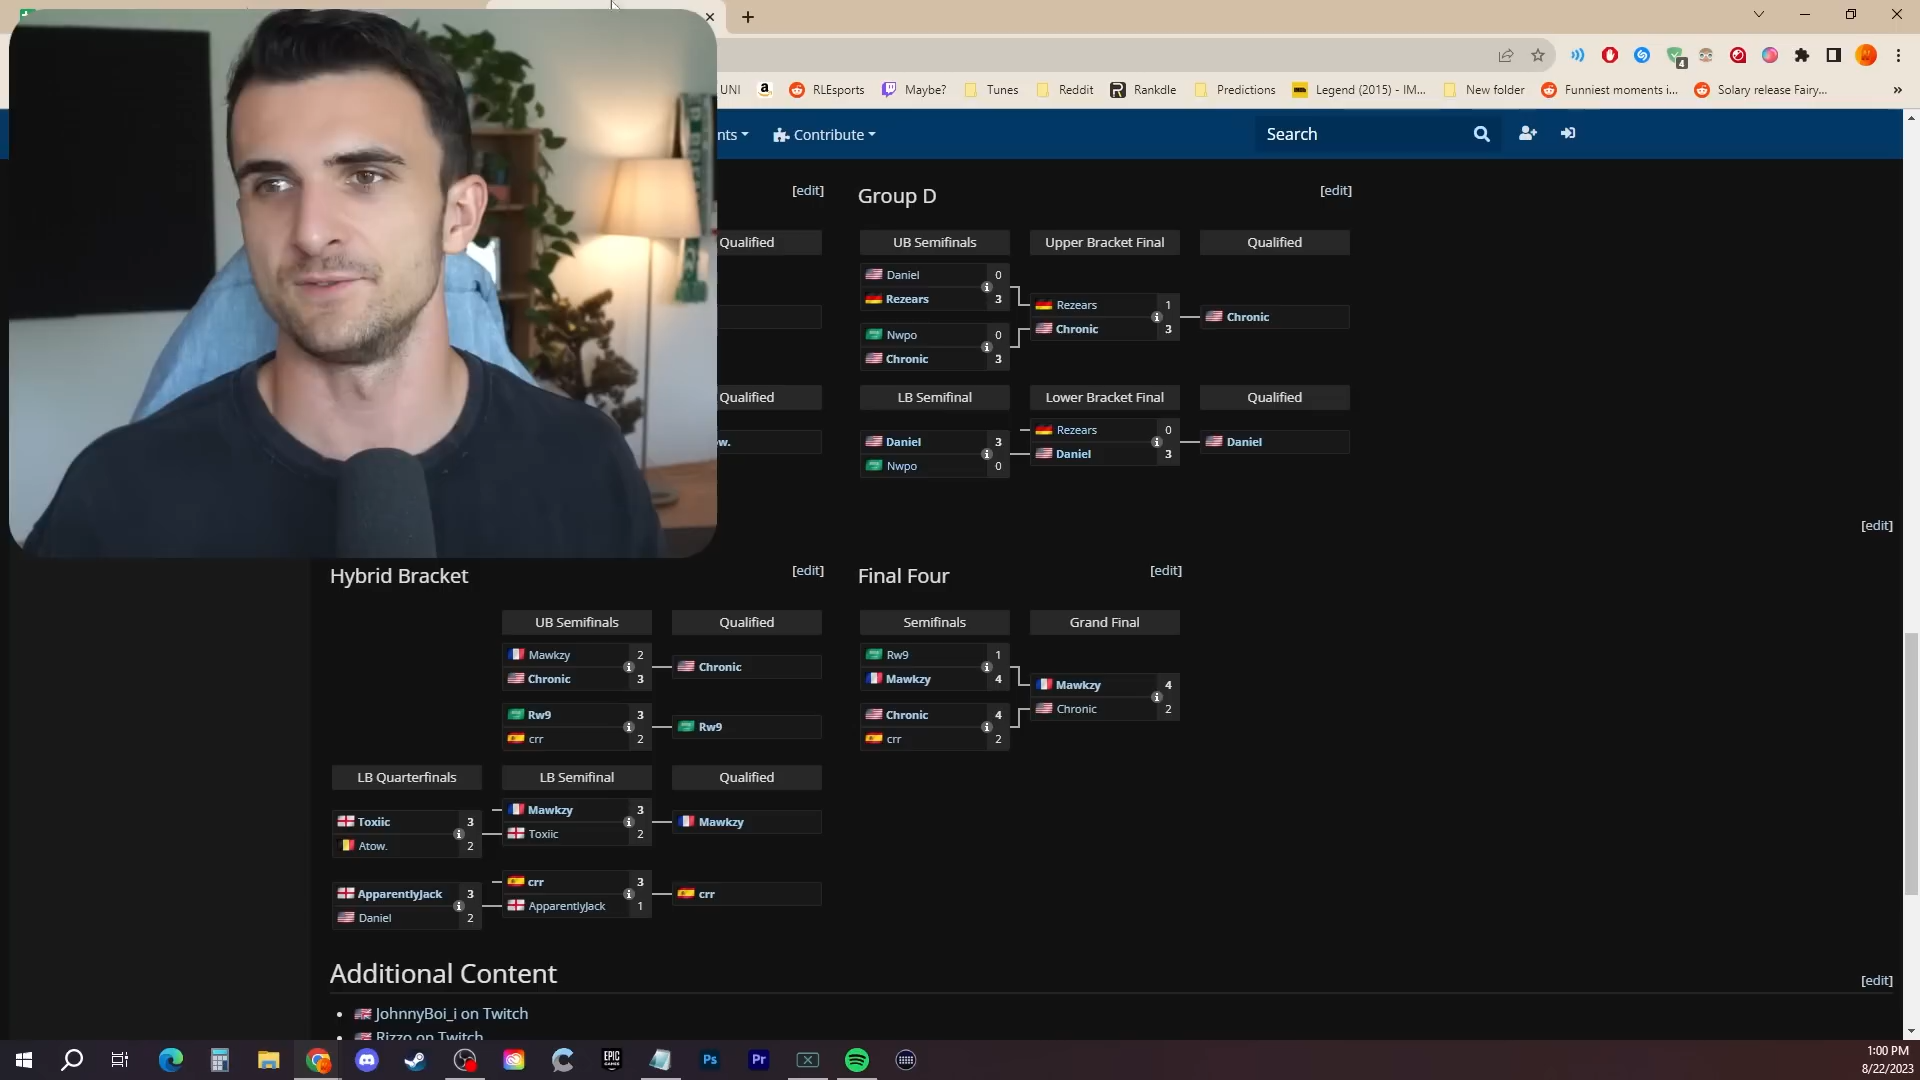 UNI
RLEsports
Maybe?
Tunes
Reddit
Rankdle
Predictions
Legend (2015) - IM...
New folder
Funniest moments i...
Solary release Fairy...
»
4
nts
Contribute
Search
[edit]
Group D
[edit]
Qualified
UB Semifinals
Upper Bracket Final
Qualified
Daniel 0
Rezears 3
Nwpo 0
Chronic 3
Rezears 1
Chronic 3
Chronic
Qualified
LB Semifinal
Lower Bracket Final
Qualified
w.
Daniel 3
Nwpo 0
Rezears 0
Daniel 3
Daniel
[edit]
Hybrid Bracket
[edit]
Final Four
[edit]
UB Semifinals
Qualified
Semifinals
Grand Final
Mawkzy 2
Chronic 3
Chronic
Rw9 3
crr 2
Rw9
Rw9 1
Mawkzy 4
Chronic 4
crr 2
Mawkzy 4
Chronic 2
LB Quarterfinals
LB Semifinal
Qualified
Toxiic 3
Atow. 2
Mawkzy 3
Toxiic 2
Mawkzy
ApparentlyJack 3
Daniel 2
crr 3
ApparentlyJack 1
crr
Additional Content
[edit]
• JohnnyBoi_i on Twitch
• Rizzo on Twitch
EPIC
GAMES
Ps
Pr
1:00 PM
8/22/2023